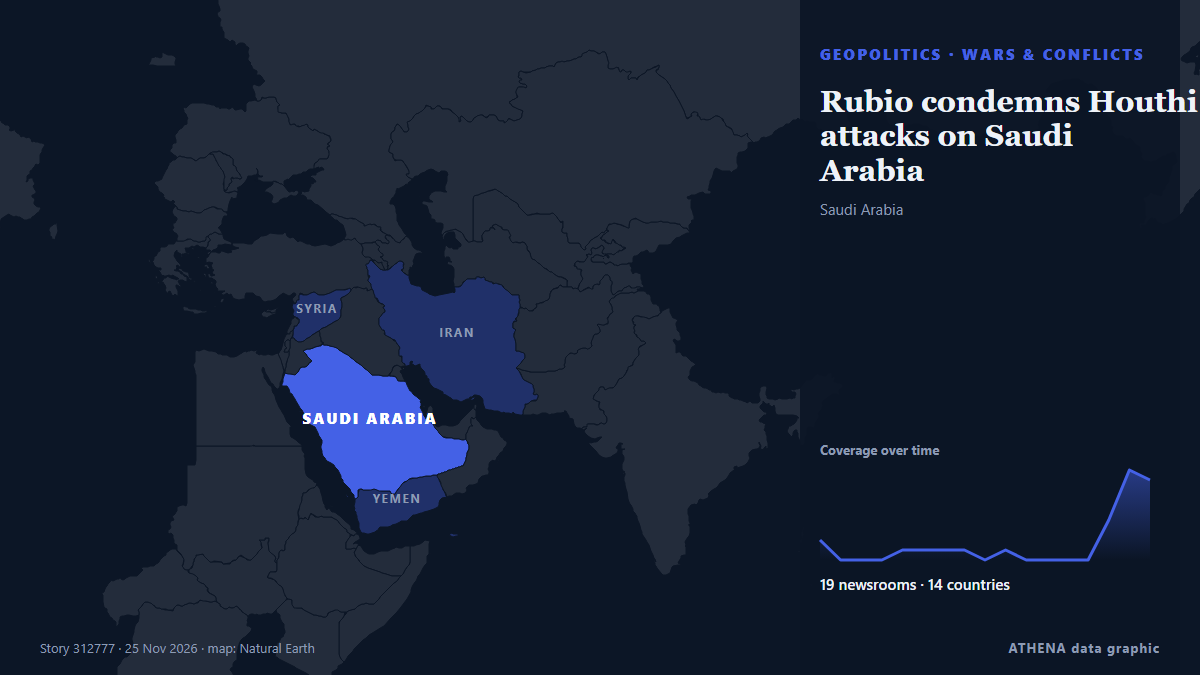 GEOPOLITICS · WARS & CONFLICTS
Rubio condemns Houthi
attacks on Saudi
Arabia
Saudi Arabia
SYRIA
IRAN
SAUDI ARABIA
YEMEN
Coverage over time
19 newsrooms · 14 countries
Story 312777 · 25 Nov 2026 · map: Natural Earth
ATHENA data graphic